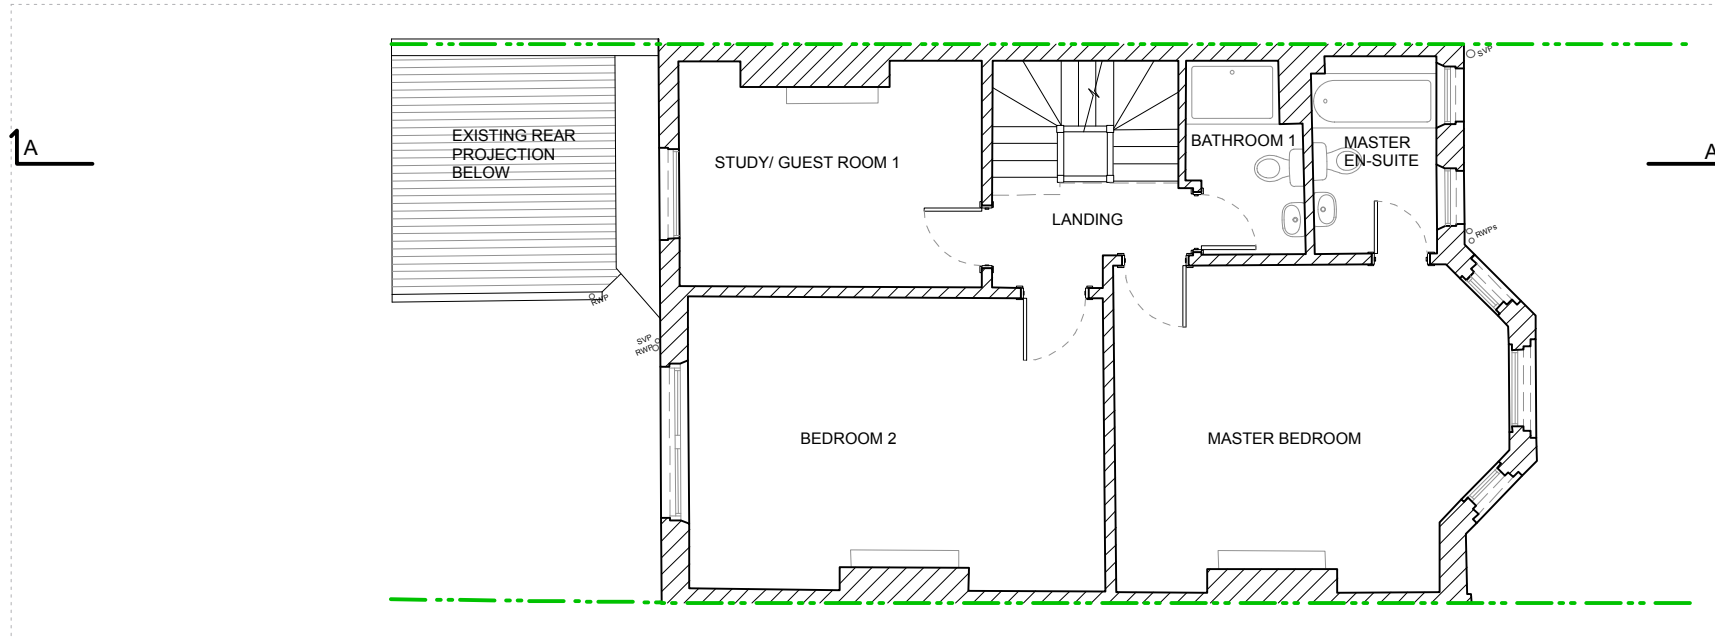 SVP
EXISTING REAR
PROJECTION
BELOW
A
STUDY/ GUEST ROOM 1
BATHROOM 1
MASTER
EN-SUITE
A
LANDING
RWPs
RWP
SVP
RWP
BEDROOM 2
MASTER BEDROOM